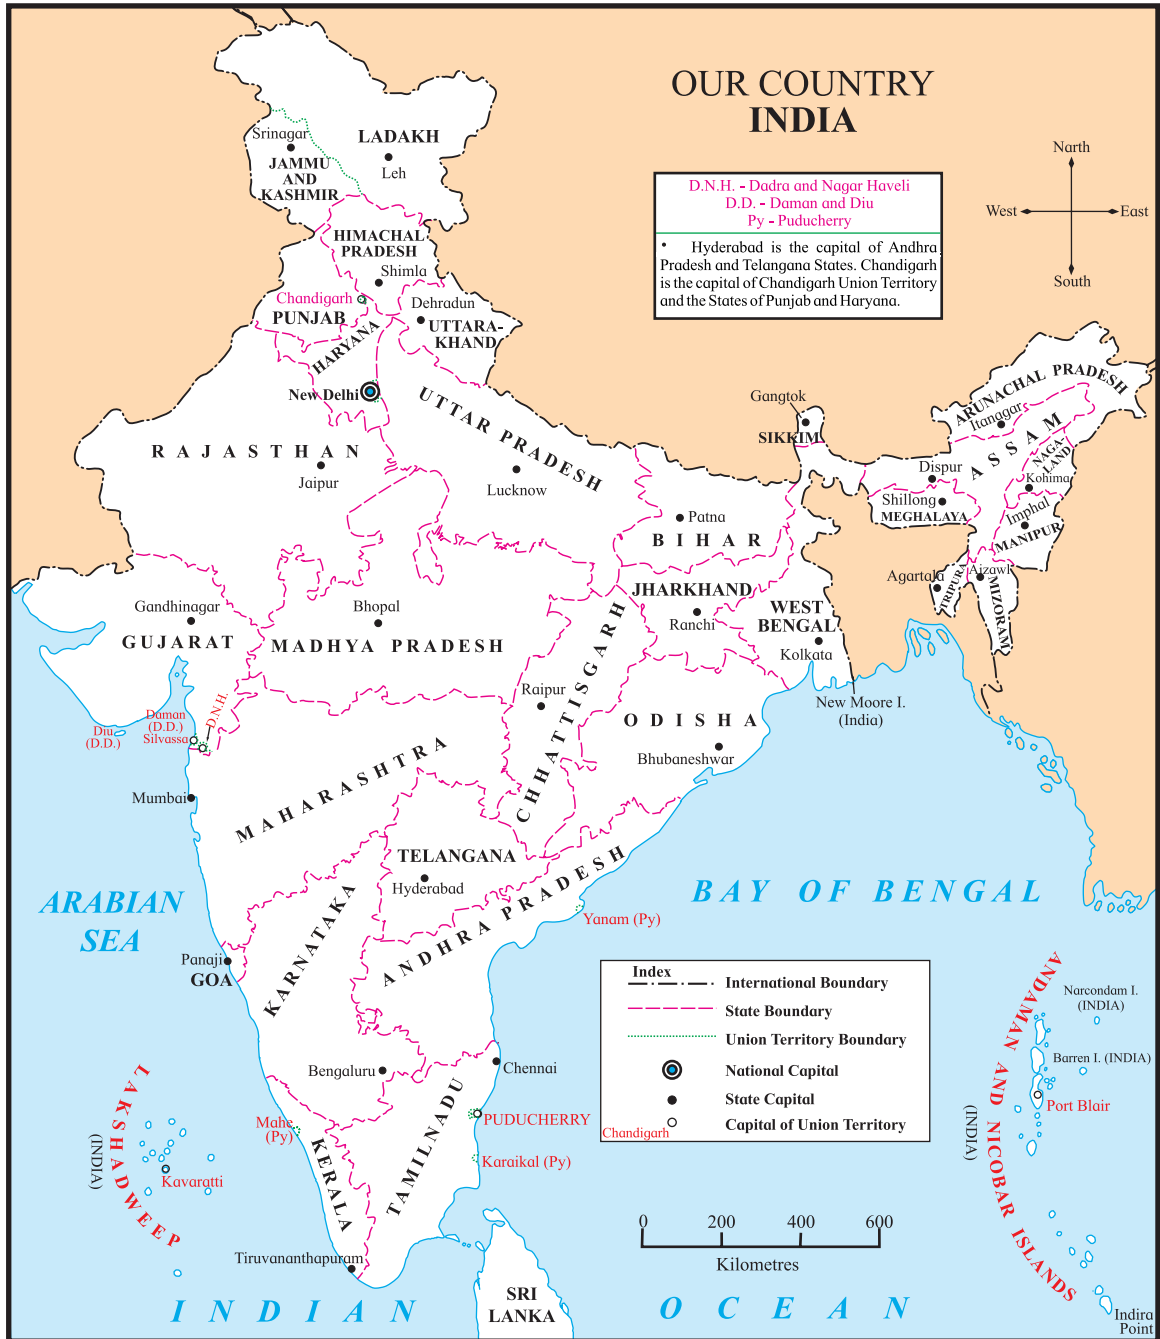 OUR COUNTRY
INDIA
Narth
West
East
South
D.N.H. - Dadra and Nagar Haveli
D.D. - Daman and Diu
Py - Puducherry
• Hyderabad is the capital of Andhra
Pradesh and Telangana States. Chandigarh
is the capital of Chandigarh Union Territory
and the States of Punjab and Haryana.
Srinagar
LADAKH
Leh
JAMMU
AND
KASHMIR
HIMACHAL
PRADESH
Shimla
Chandigarh
PUNJAB
Dehradun
UTTARA-
KHAND
HARYANA
New Delhi
UTTAR PRADESH
Lucknow
RAJASTHAN
Jaipur
Gangtok
SIKKIM
ARUNACHAL PRADESH
Itanagar
ASSAM
Dispur
NAGA-
LAND
Kohima
Shillong
MEGHALAYA
Imphal
MANIPUR
Agartala
TRIPURA
Aizawl
MIZORAM
Patna
BIHAR
JHARKHAND
Ranchi
WEST
BENGAL
Kolkata
New Moore I.
(India)
Gandhinagar
GUJARAT
Bhopal
MADHYA PRADESH
Raipur
CHHATTISGARH
ODISHA
Bhubaneshwar
Diu
(D.D.)
Daman
(D.D.)
Silvassa
D.N.H.
Mumbai
MAHARASHTRA
TELANGANA
Hyderabad
ANDHRA PRADESH
Yanam (Py)
ARABIAN
SEA
BAY OF BENGAL
Panaji
GOA
KARNATAKA
Bengaluru
Chennai
PUDUCHERRY
Karaikal (Py)
Mahe
(Py)
KERALA
TAMILNADU
Tiruvananthapuram
LAKSHADWEEP
(INDIA)
Kavaratti
Index
International Boundary
State Boundary
Union Territory Boundary
National Capital
State Capital
Capital of Union Territory
Chandigarh
ANDAMAN AND NICOBAR ISLANDS
(INDIA)
Narcondam I.
(INDIA)
Barren I. (INDIA)
Port Blair
Indira
Point
0 200 400 600
Kilometres
SRI
LANKA
INDIAN OCEAN